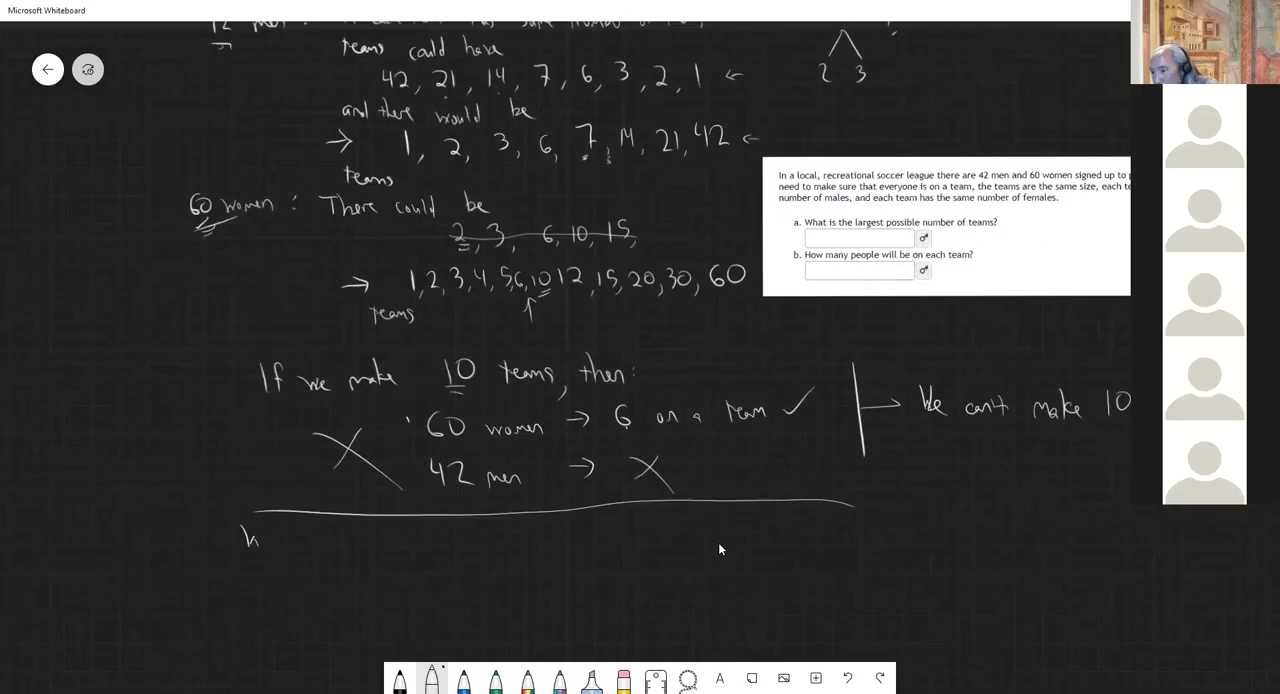 Microsoft Whiteboard
teams could have
42, 21, 14, 7, 6, 3, 2, 1 ←
2 3
and there would be
→ 1, 2, 3, 6, 7, 14, 21, 42 ←
teams
60 women: There could be
2, 3, 6, 10, 15,
→ 1, 2, 3, 4, 5, 6, 10, 12, 15, 20, 30, 60
teams
In a local, recreational soccer league there are 42 men and 60 women signed up to
need to make sure that everyone is on a team, the teams are the same size, each
number of males, and each team has the same number of females.
a. What is the largest possible number of teams?
b. How many people will be on each team?
If we make 10 teams, then:
60 women → 6 on a team ✓
42 men → X
We can't make 10